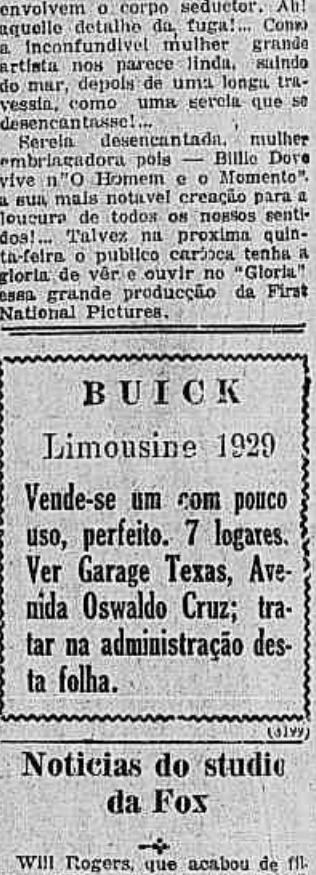 envolvem o corpo seductor. Ah!
aquelle detalhe da fuga!... Como
a inconfundivel mulher grande
artista nos parece linda, saindo
do mar, depois de uma longa tra-
vessia, como uma sereia que se
desencantasse!...
Sereia desencantada, mulher
embriagadora pois — Billie Dove
vive n"O Homem e o Momento",
a sua mais notavel creação para a
loucura de todos os nossos senti-
dos!... Talvez na proxima quin-
ta-feira o publico carioca tenha a
gloria de vêr e ouvir no "Gloria"
essa grande producção da First
National Pictures.
BUICK
Limousine 1929
Vende-se um com pouco
uso, perfeito. 7 logares.
Ver Garage Texas, Ave-
nida Oswaldo Cruz; tra-
tar na administração des-
ta folha.
Noticias do studio
da Fox
Will Rogers, que acabou de fil-